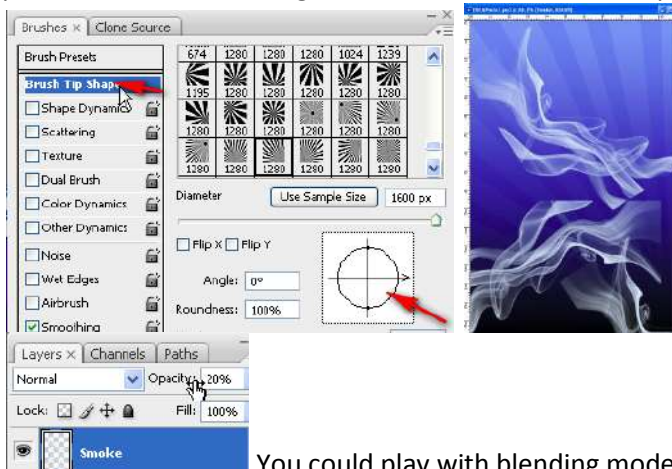 Brushes × Clone Source
Brush Presets
674 1280 1280 1280 1024 1239
Brush Tip Shape
1195 1280 1280 1280 1280 1280
Shape Dynamics
1280 1280 1280 1280 1280 1280
Scattering
Texture
1280 1280 1280 1280 1280 1280
Dual Brush
Diameter Use Sample Size 1600 px
Color Dynamics
Other Dynamics
Flip X Flip Y
Noise
Wet Edges
Angle: 0°
Airbrush
Roundness: 100%
Smoothing
Layers × Channels Paths
Normal Opacity: 20%
Lock: Fill: 100%
Smoke
You could play with blending mode